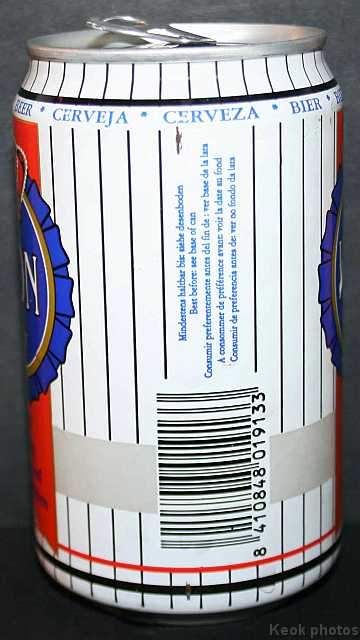 BEER * CERVEJA * CERVEZA * BIER *
Mindestens haltbar bis: siehe desenboden
Best before: see base of can
Consumir preferentemente antes del fin de : ver base de la lata
A consommer de préférence avant: voir la date au fond
Consumir de preferencia antes de: ver no fondo da lata
8 410848 019133
Keok photos